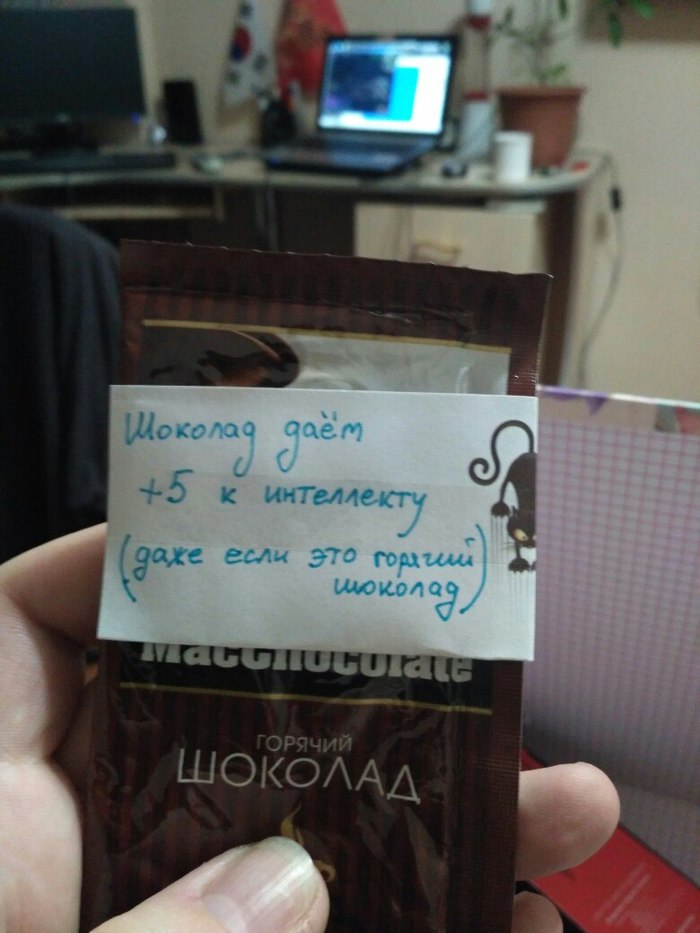 Шоколад даёт
+5 к интеллекту
(даже если это горячий
шоколад)
MacChocolate
ГОРЯЧИЙ
ШОКОЛАД